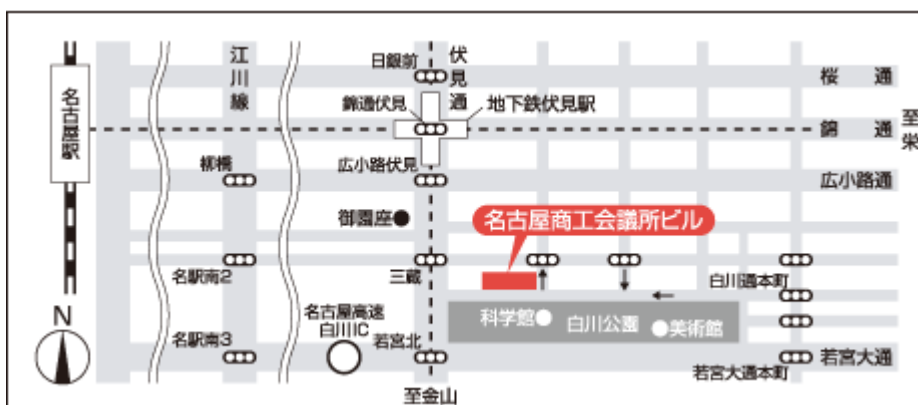 江川線
日銀前
伏見通
桜通
名古屋駅
錦通伏見
地下鉄伏見駅
錦通
至栄
柳橋
広小路伏見
広小路通
御園座
名古屋商工会議所ビル
名駅南2
三蔵
白川通本町
N
名古屋高速
白川IC
科学館
白川公園
美術館
名駅南3
若宮北
若宮大通
若宮大通本町
至金山